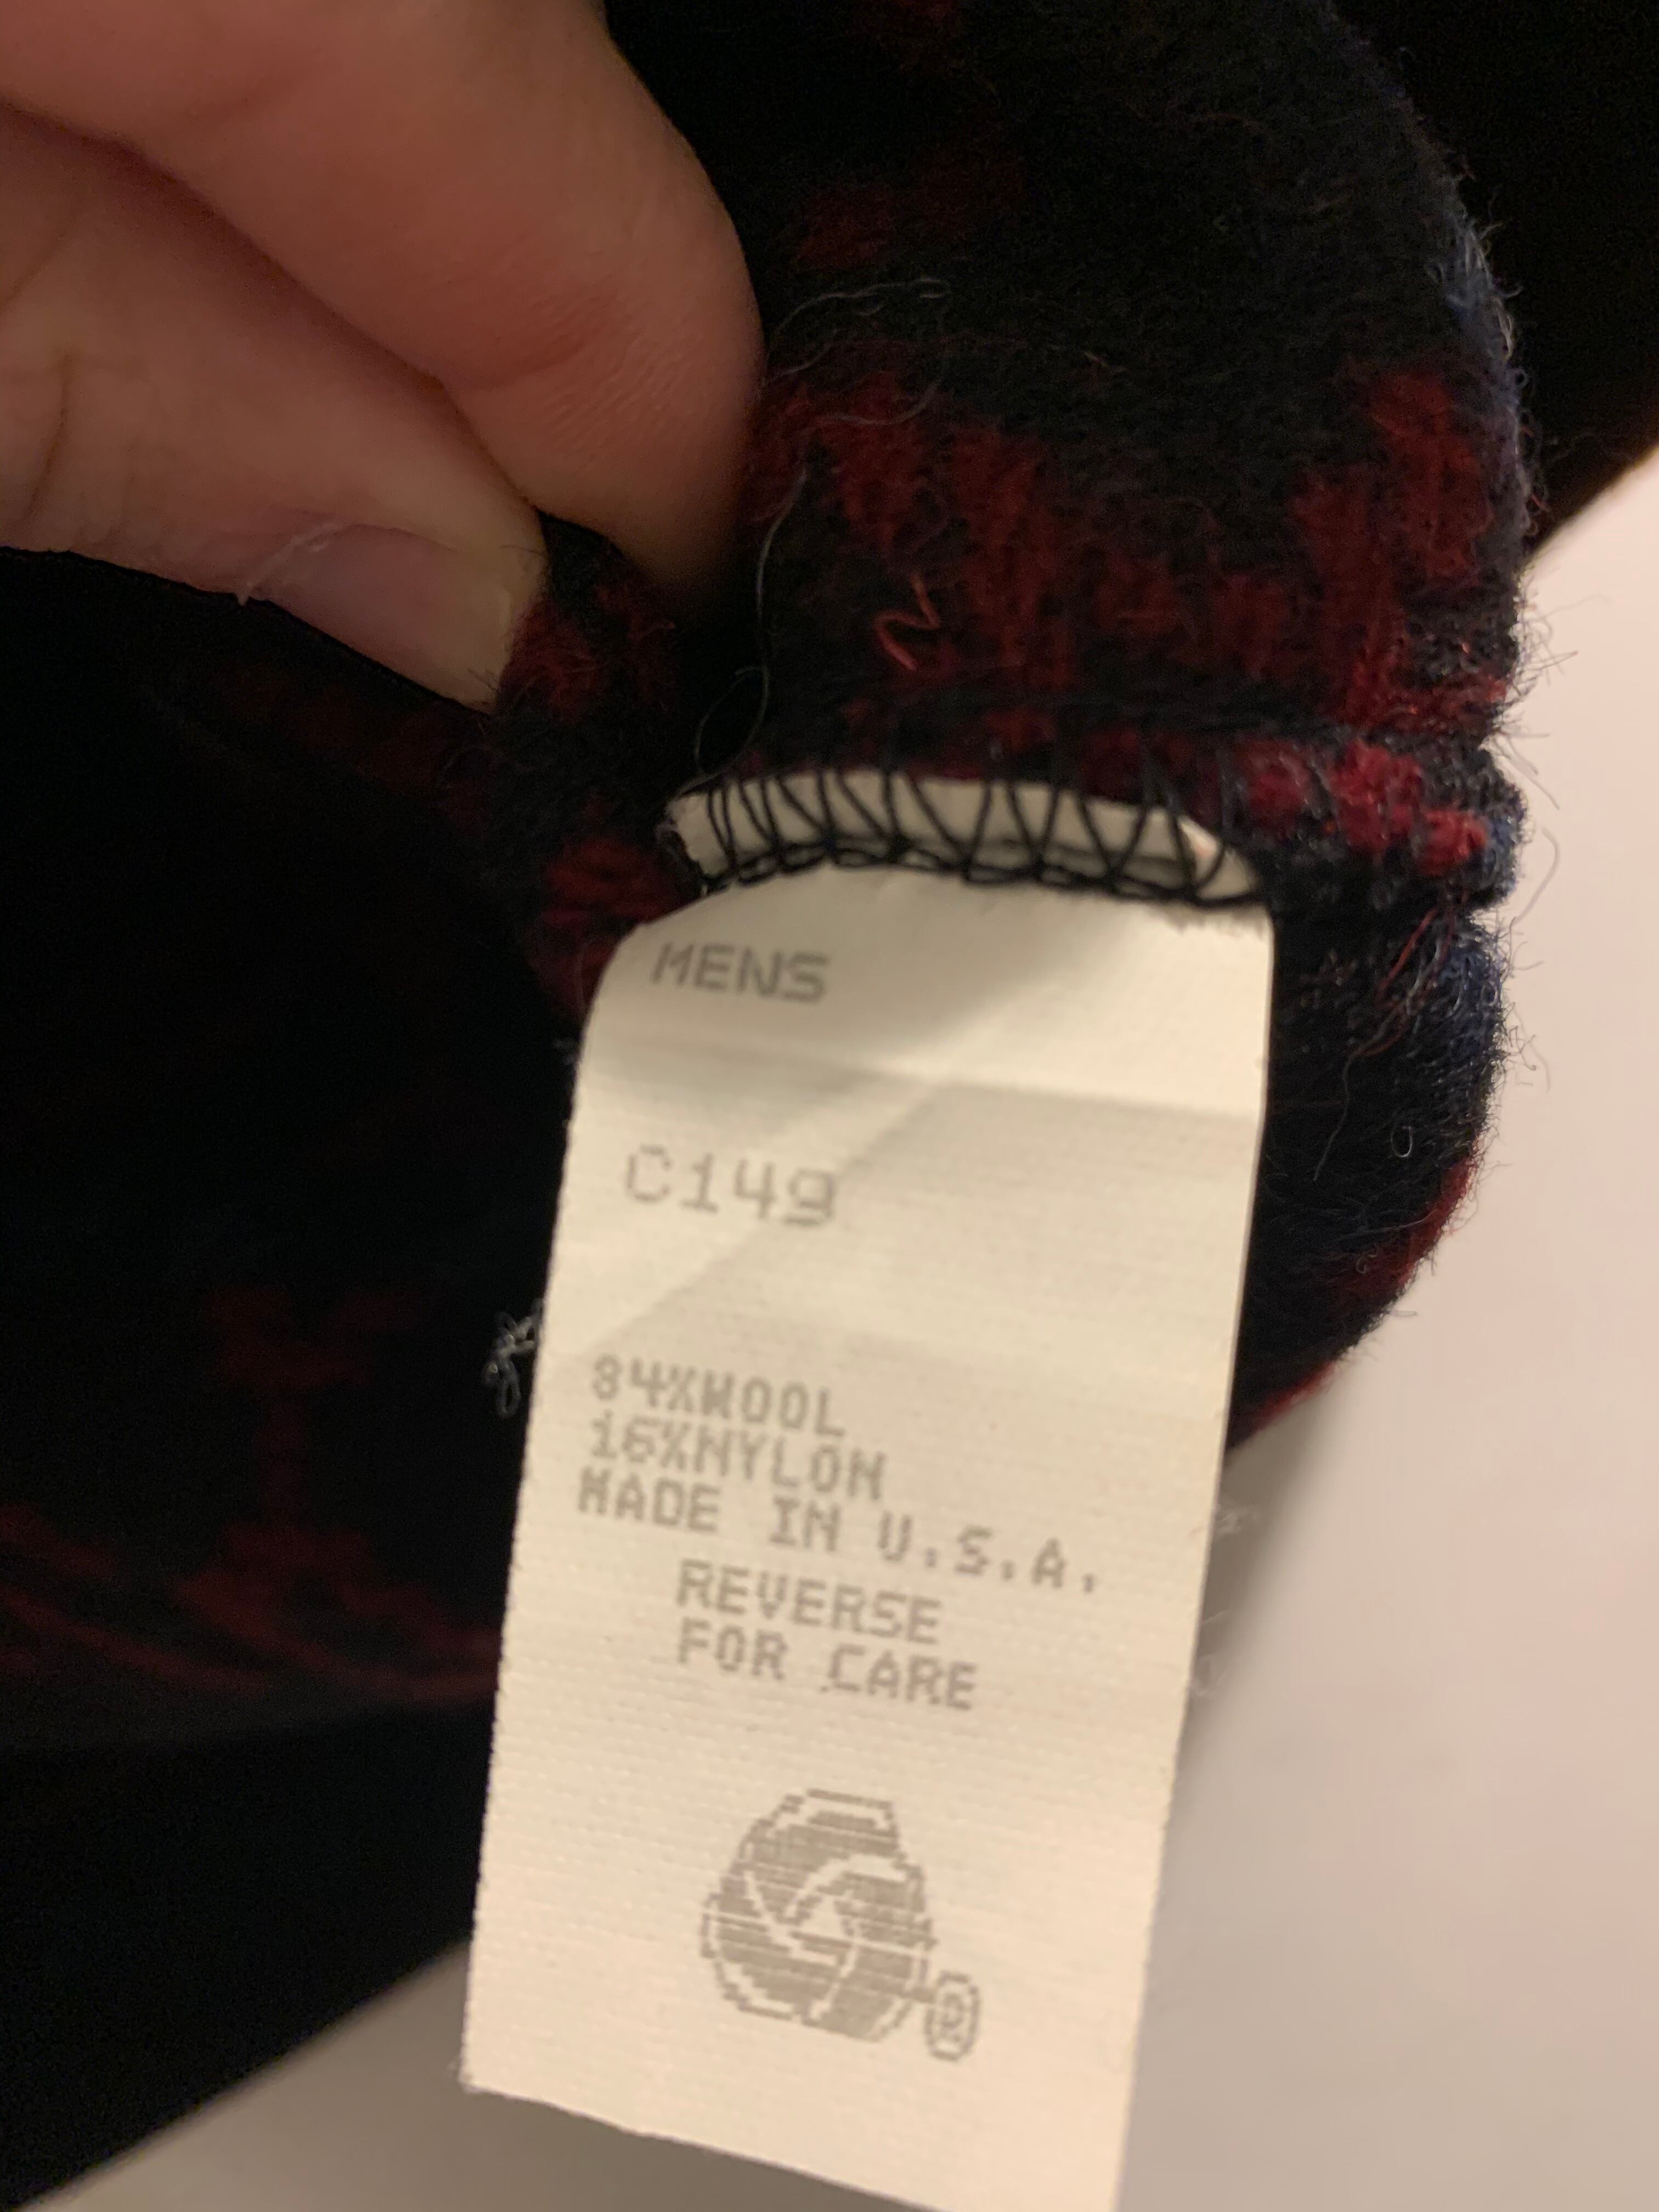 MENS
C149
84%WOOL
16%NYLON
MADE IN U.S.A.
REVERSE
FOR CARE
®